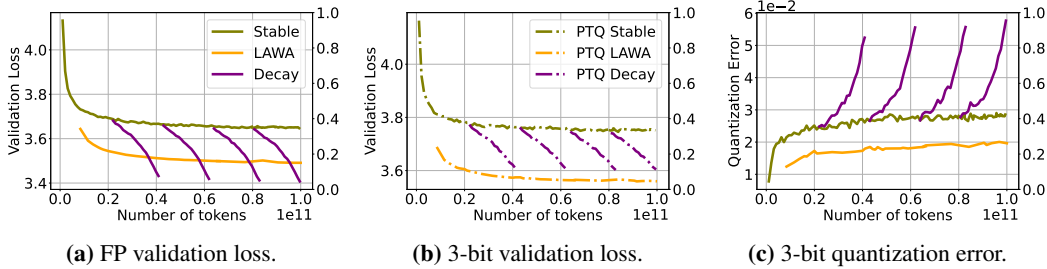 Validation Loss
4.0
3.8
3.6
3.4
Stable
LAWA
Decay
1.0
0.8
0.6
0.4
0.2
0.0
0.0 0.2 0.4 0.6 0.8 1.0
Number of tokens 1e11
(a) FP validation loss.
Validation Loss
4.0
3.8
3.6
PTQ Stable
PTQ LAWA
PTQ Decay
1.0
0.8
0.6
0.4
0.2
0.0
0.0 0.2 0.4 0.6 0.8 1.0
Number of tokens 1e11
(b) 3-bit validation loss.
1e−2
Quantization Error
6
5
4
3
2
1
1.0
0.8
0.6
0.4
0.2
0.0
0.0 0.2 0.4 0.6 0.8 1.0
Number of tokens 1e11
(c) 3-bit quantization error.